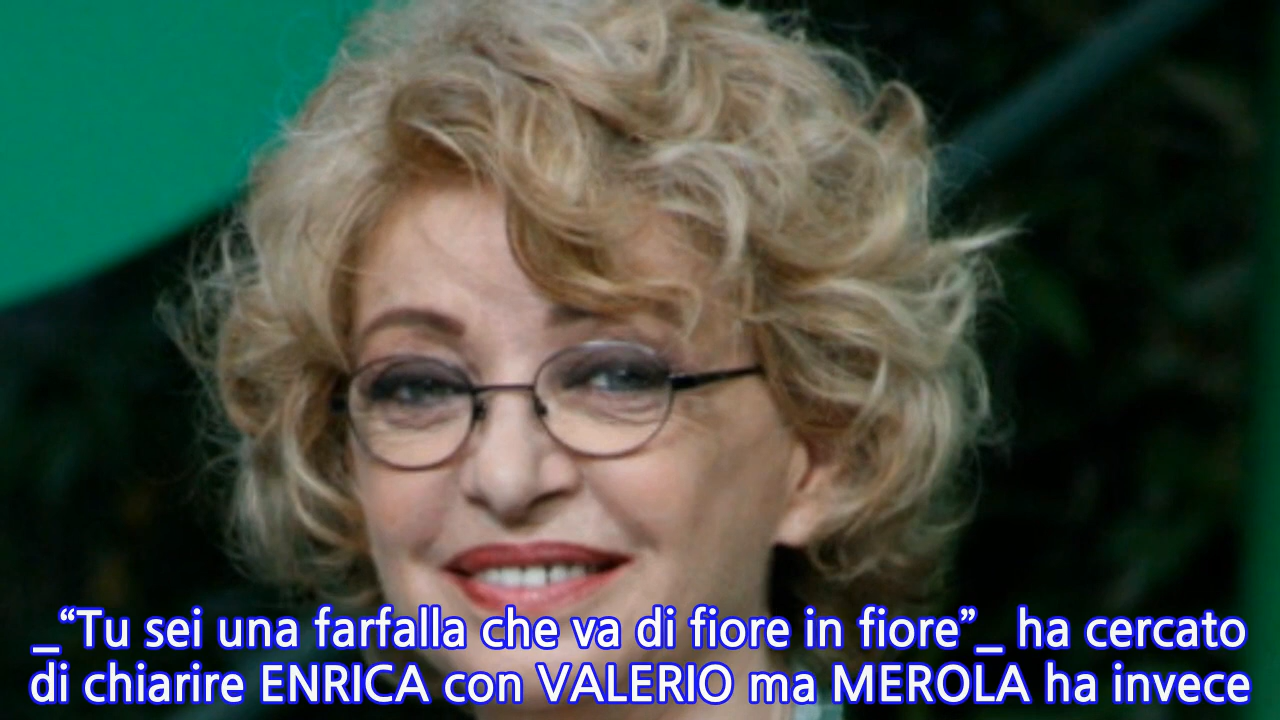 _“Tu sei una farfalla che va di fiore in fiore”_ ha cercato
di chiarire ENRICA con VALERIO ma MEROLA ha invece